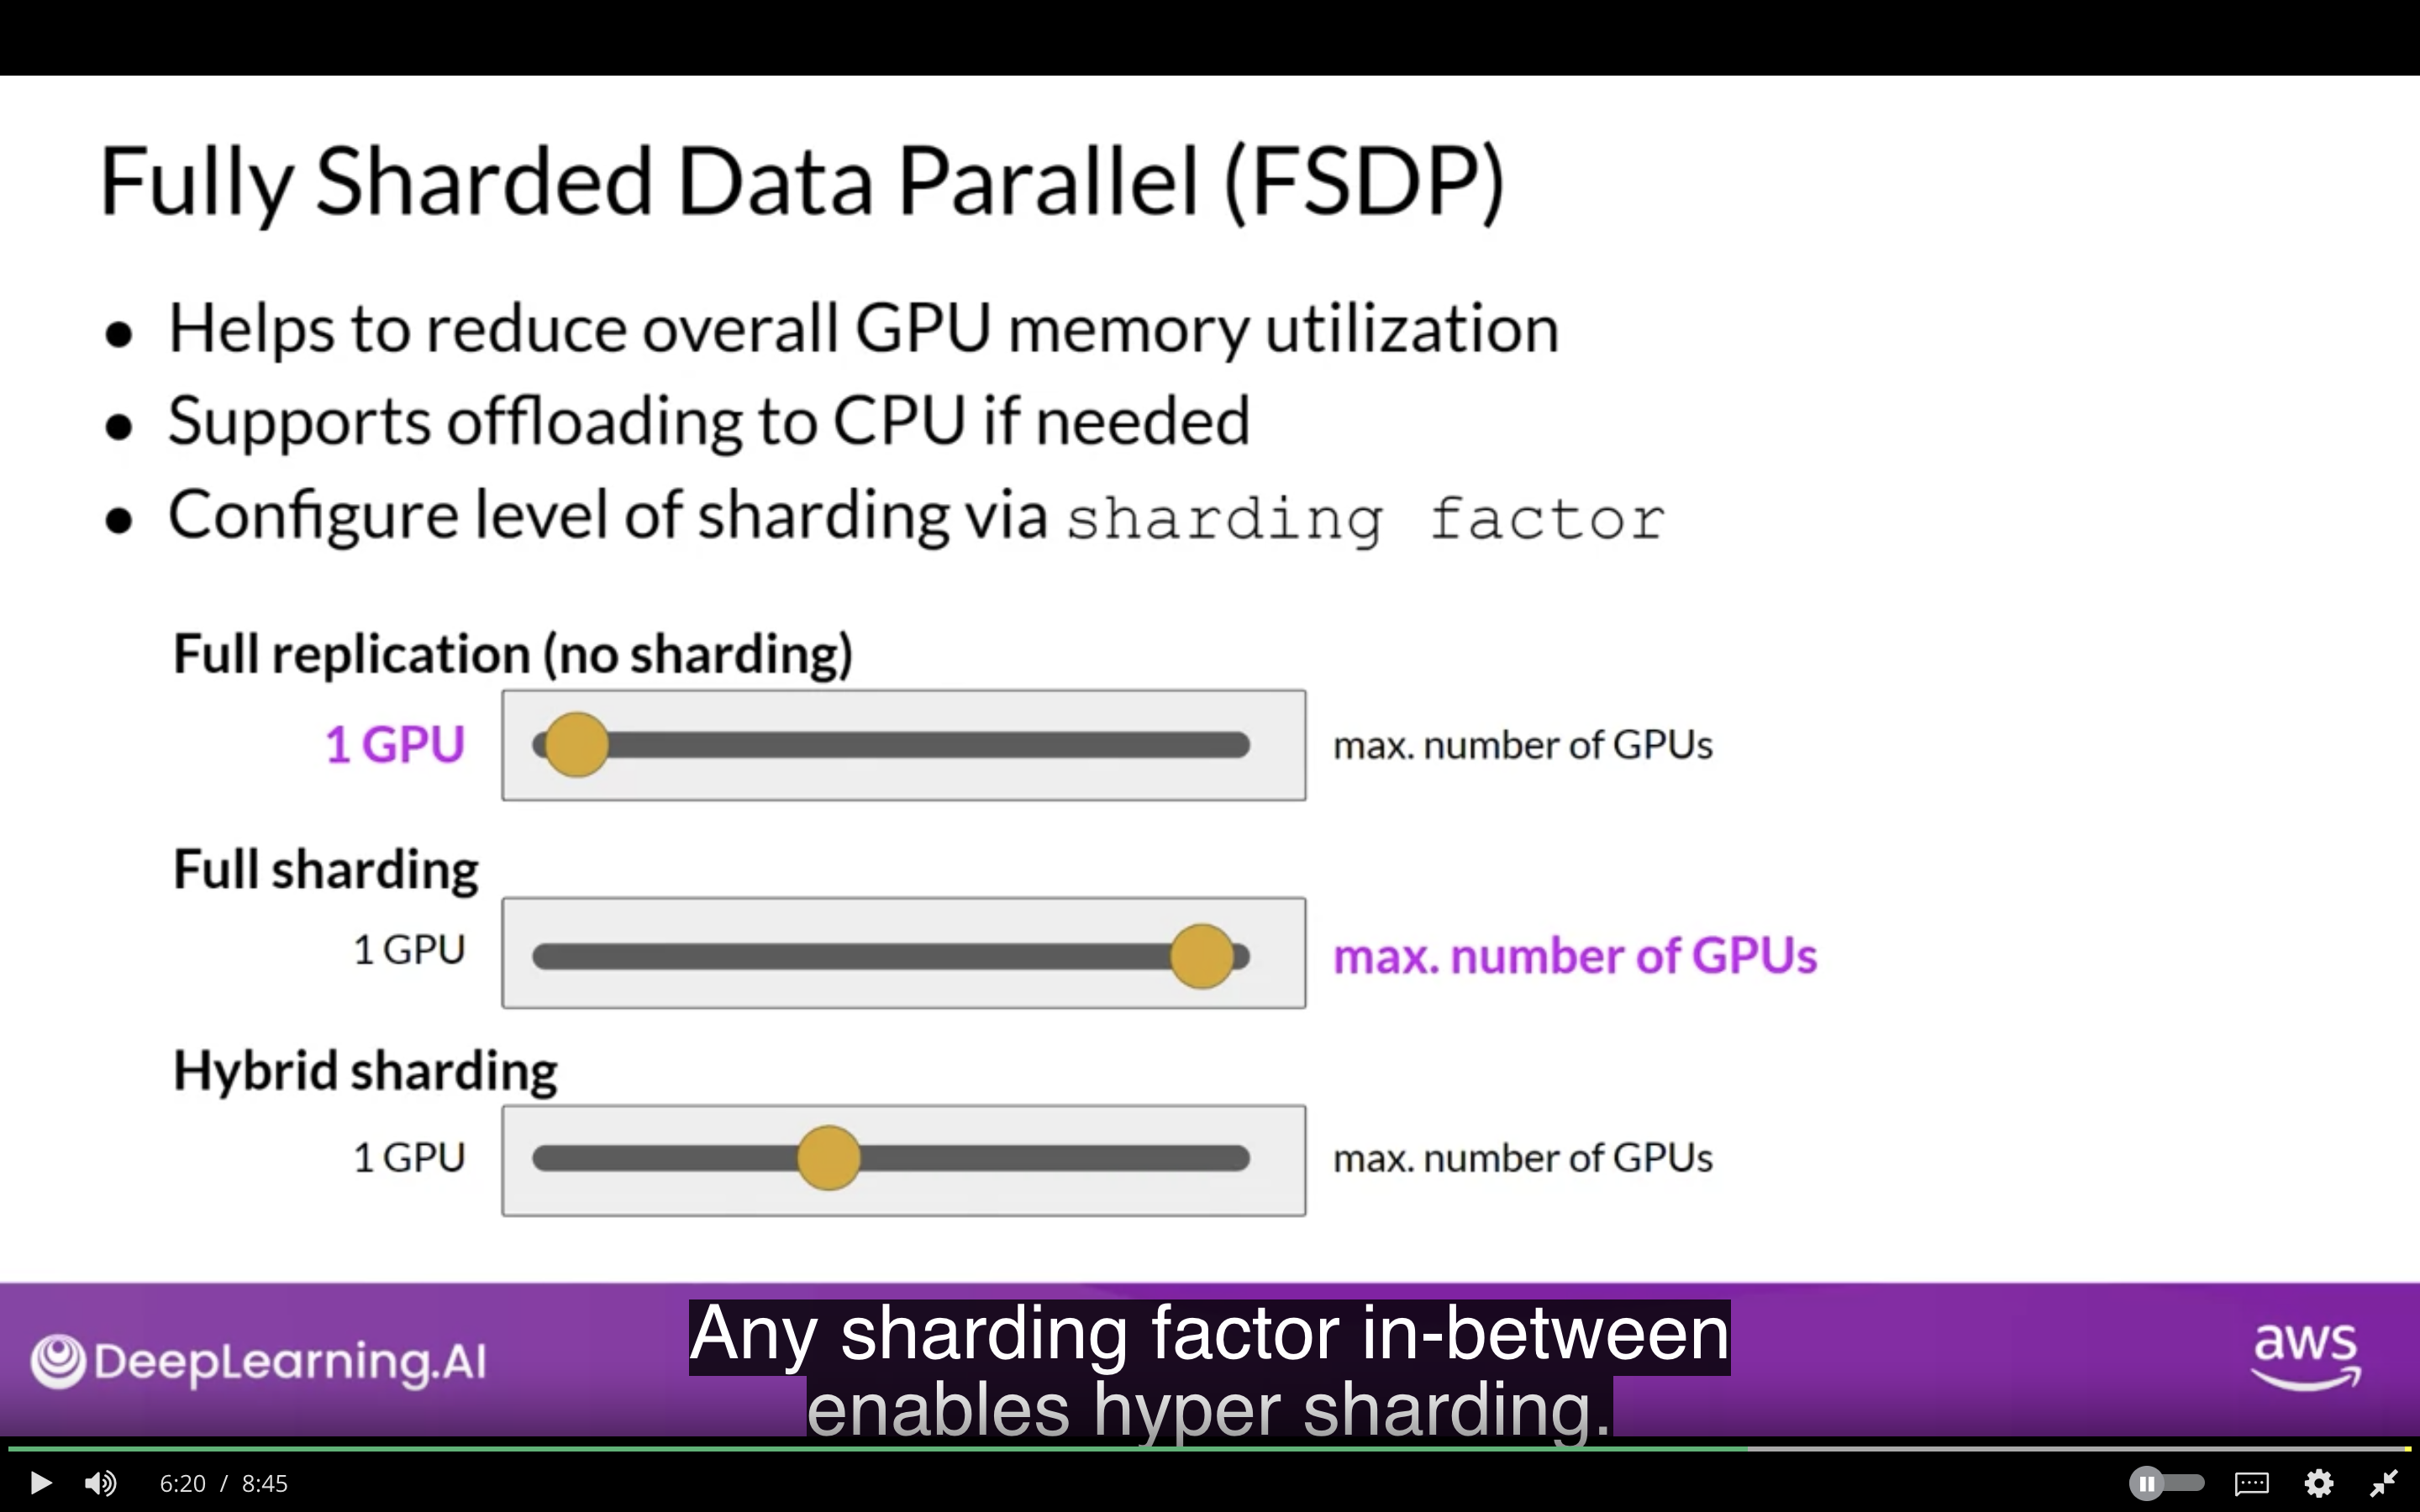 Fully Sharded Data Parallel (FSDP)
● Helps to reduce overall GPU memory utilization
● Supports offloading to CPU if needed
● Configure level of sharding via sharding factor
Full replication (no sharding)
1 GPU
max. number of GPUs
Full sharding
1 GPU
max. number of GPUs
Hybrid sharding
1 GPU
max. number of GPUs
DeepLearning.AI
Any sharding factor in-between
enables hyper sharding.
aws
6:20 / 8:45